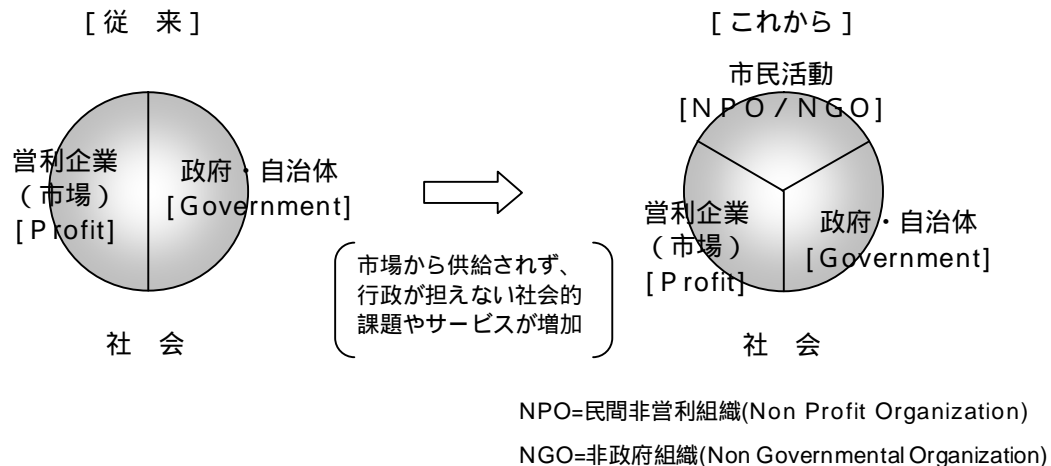 [ 従　来 ]
営利企業
（ 市場 ）
[ Profit]
政府・自治体
[ Government]
社　会
市場から供給されず、
行政が担えない社会的
課題やサービスが増加
[ これから ]
市民活動
[ＮＰＯ／ＮＧＯ]
営利企業
（ 市場 ）
[ Profit]
政府・自治体
[ Government]
社　会
NPO=民間非営利組織(Non Profit Organization)
NGO=非政府組織(Non Governmental Organization)